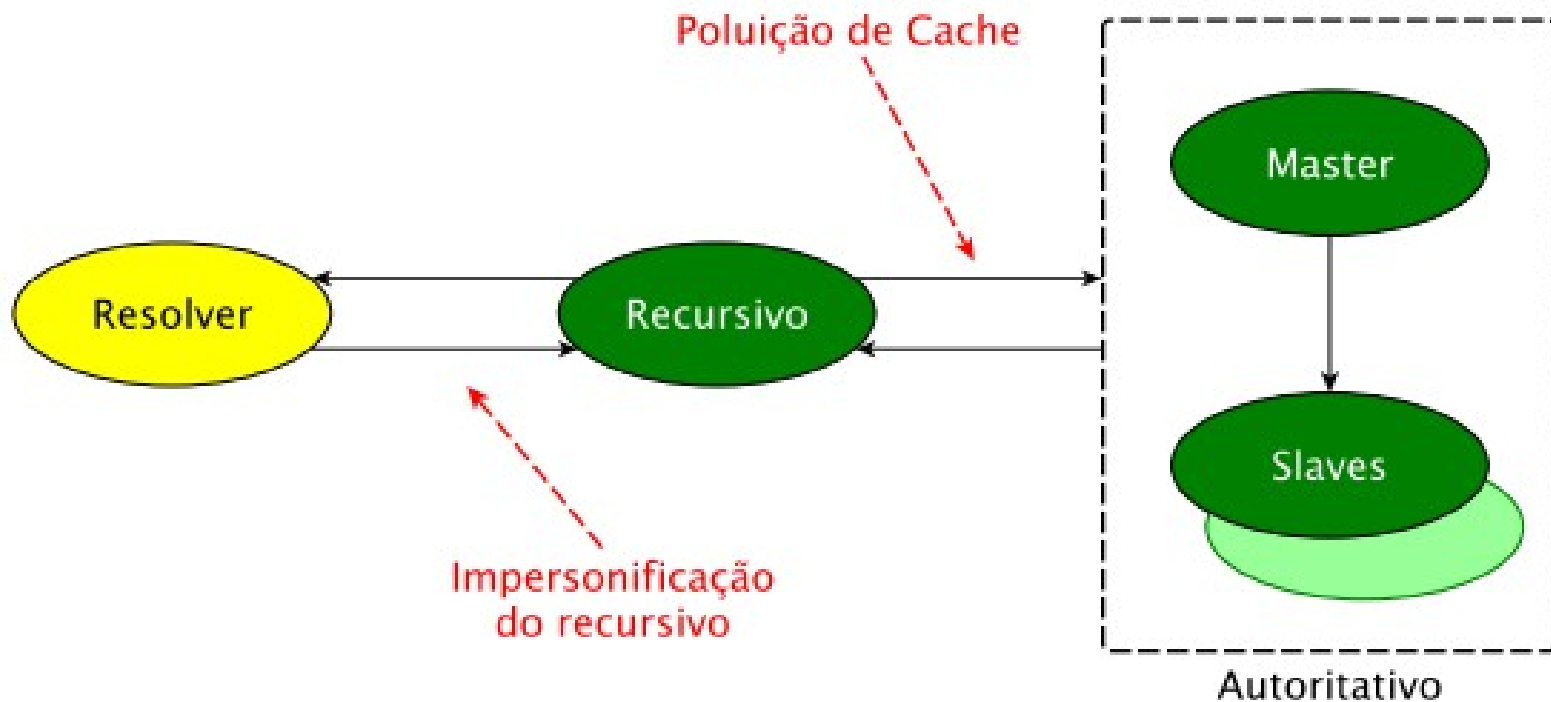 Poluição de Cache
Master
Resolver
Recursivo
Slaves
Impersonificação
do recursivo
Autoritativo